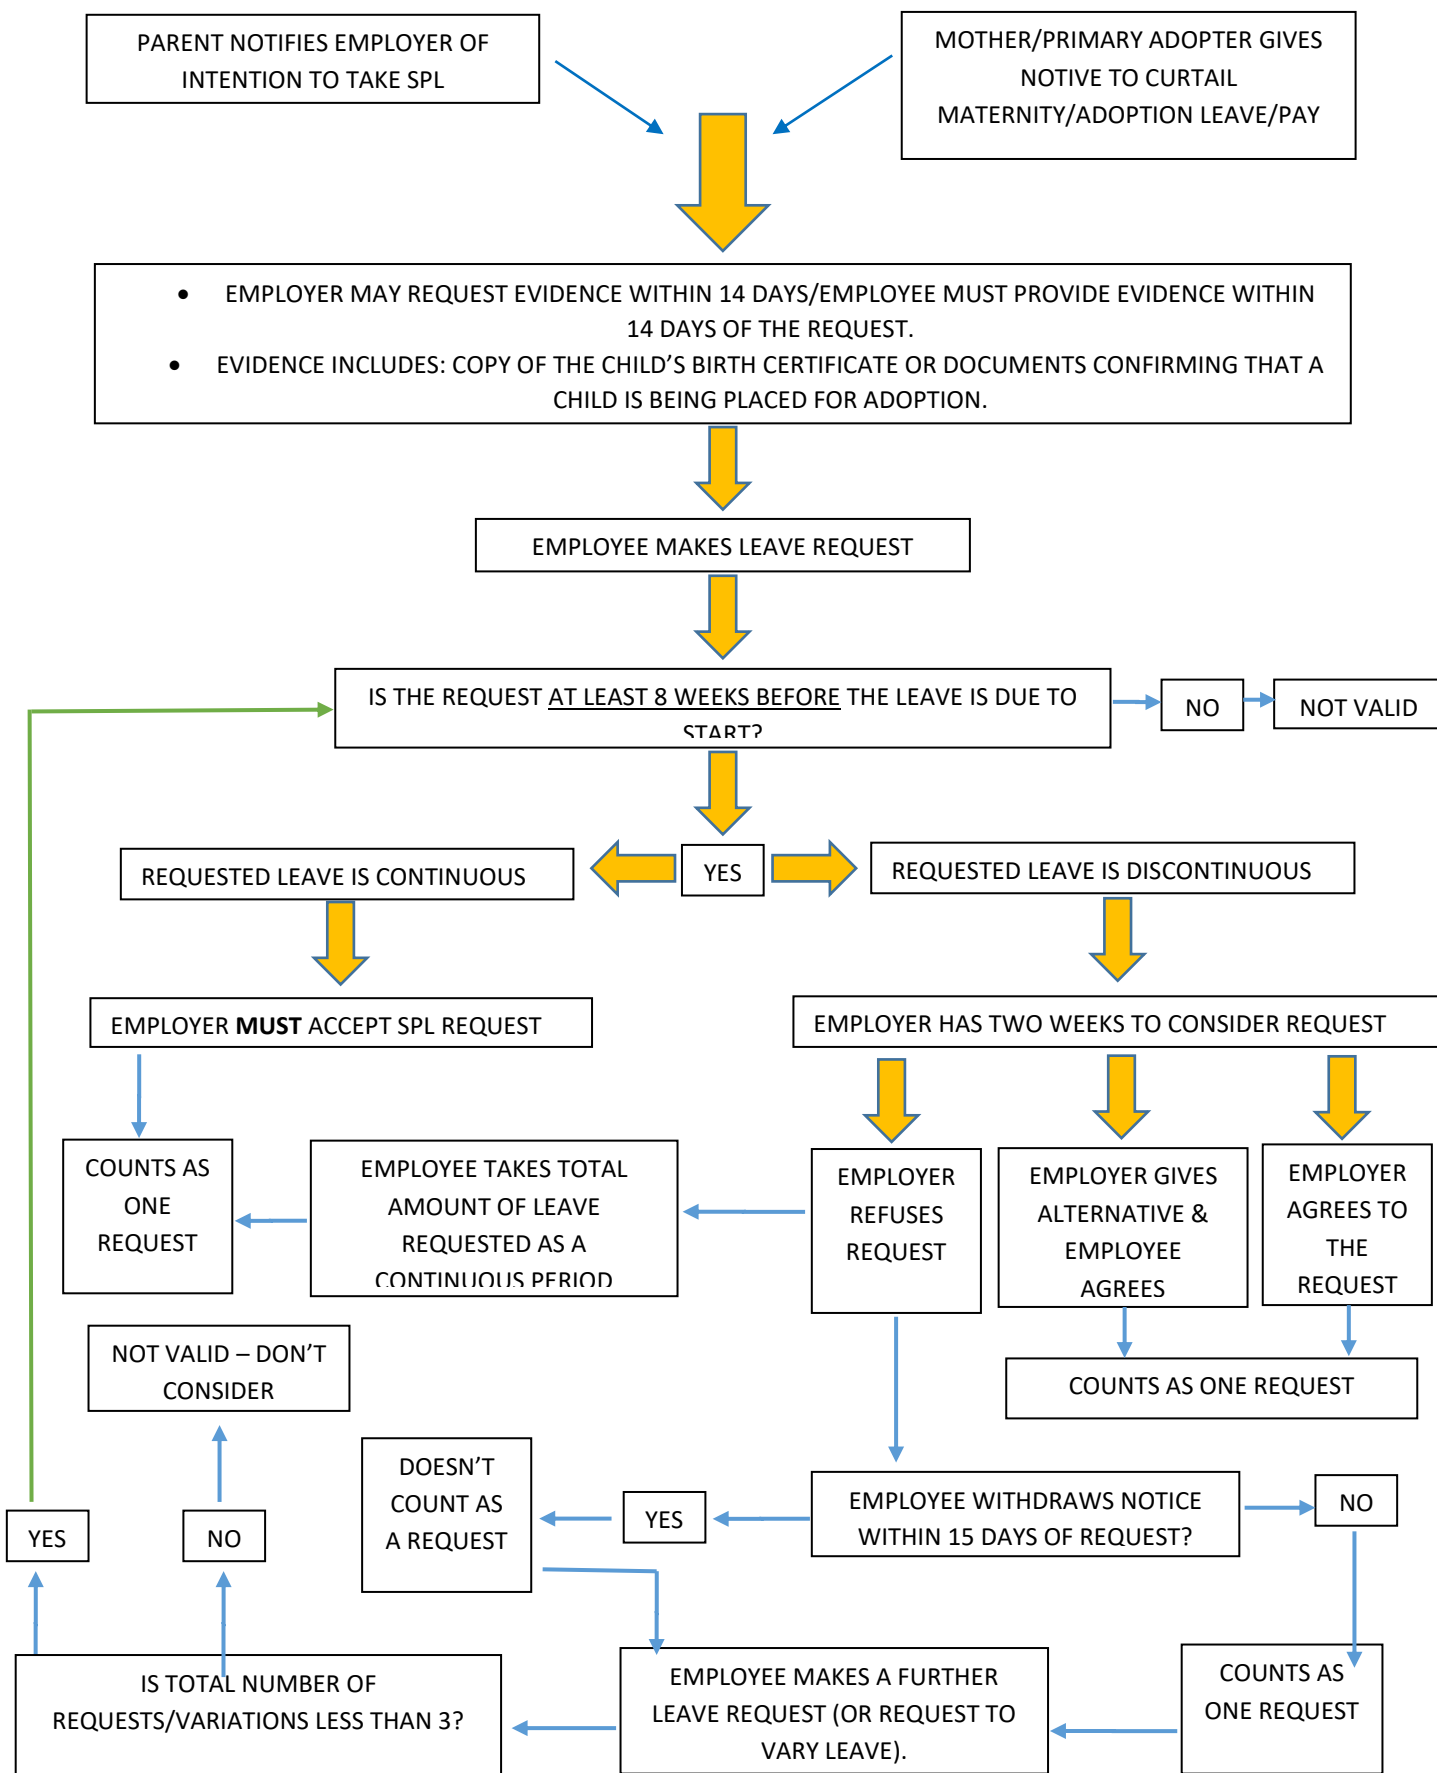 PARENT NOTIFIES EMPLOYER OF
INTENTION TO TAKE SPL
MOTHER/PRIMARY ADOPTER GIVES
NOTIVE TO CURTAIL
MATERNITY/ADOPTION LEAVE/PAY
• EMPLOYER MAY REQUEST EVIDENCE WITHIN 14 DAYS/EMPLOYEE MUST PROVIDE EVIDENCE WITHIN
14 DAYS OF THE REQUEST.
• EVIDENCE INCLUDES: COPY OF THE CHILD’S BIRTH CERTIFICATE OR DOCUMENTS CONFIRMING THAT A
CHILD IS BEING PLACED FOR ADOPTION.
EMPLOYEE MAKES LEAVE REQUEST
IS THE REQUEST AT LEAST 8 WEEKS BEFORE THE LEAVE IS DUE TO
START?
NO
NOT VALID
YES
REQUESTED LEAVE IS CONTINUOUS
REQUESTED LEAVE IS DISCONTINUOUS
EMPLOYER MUST ACCEPT SPL REQUEST
EMPLOYER HAS TWO WEEKS TO CONSIDER REQUEST
COUNTS AS
ONE
REQUEST
EMPLOYEE TAKES TOTAL
AMOUNT OF LEAVE
REQUESTED AS A
CONTINUOUS PERIOD
EMPLOYER
REFUSES
REQUEST
EMPLOYER GIVES
ALTERNATIVE &
EMPLOYEE
AGREES
EMPLOYER
AGREES TO
THE
REQUEST
NOT VALID – DON’T
CONSIDER
COUNTS AS ONE REQUEST
DOESN’T
COUNT AS
A REQUEST
YES
EMPLOYEE WITHDRAWS NOTICE
WITHIN 15 DAYS OF REQUEST?
NO
YES
NO
IS TOTAL NUMBER OF
REQUESTS/VARIATIONS LESS THAN 3?
EMPLOYEE MAKES A FURTHER
LEAVE REQUEST (OR REQUEST TO
VARY LEAVE).
COUNTS AS
ONE REQUEST